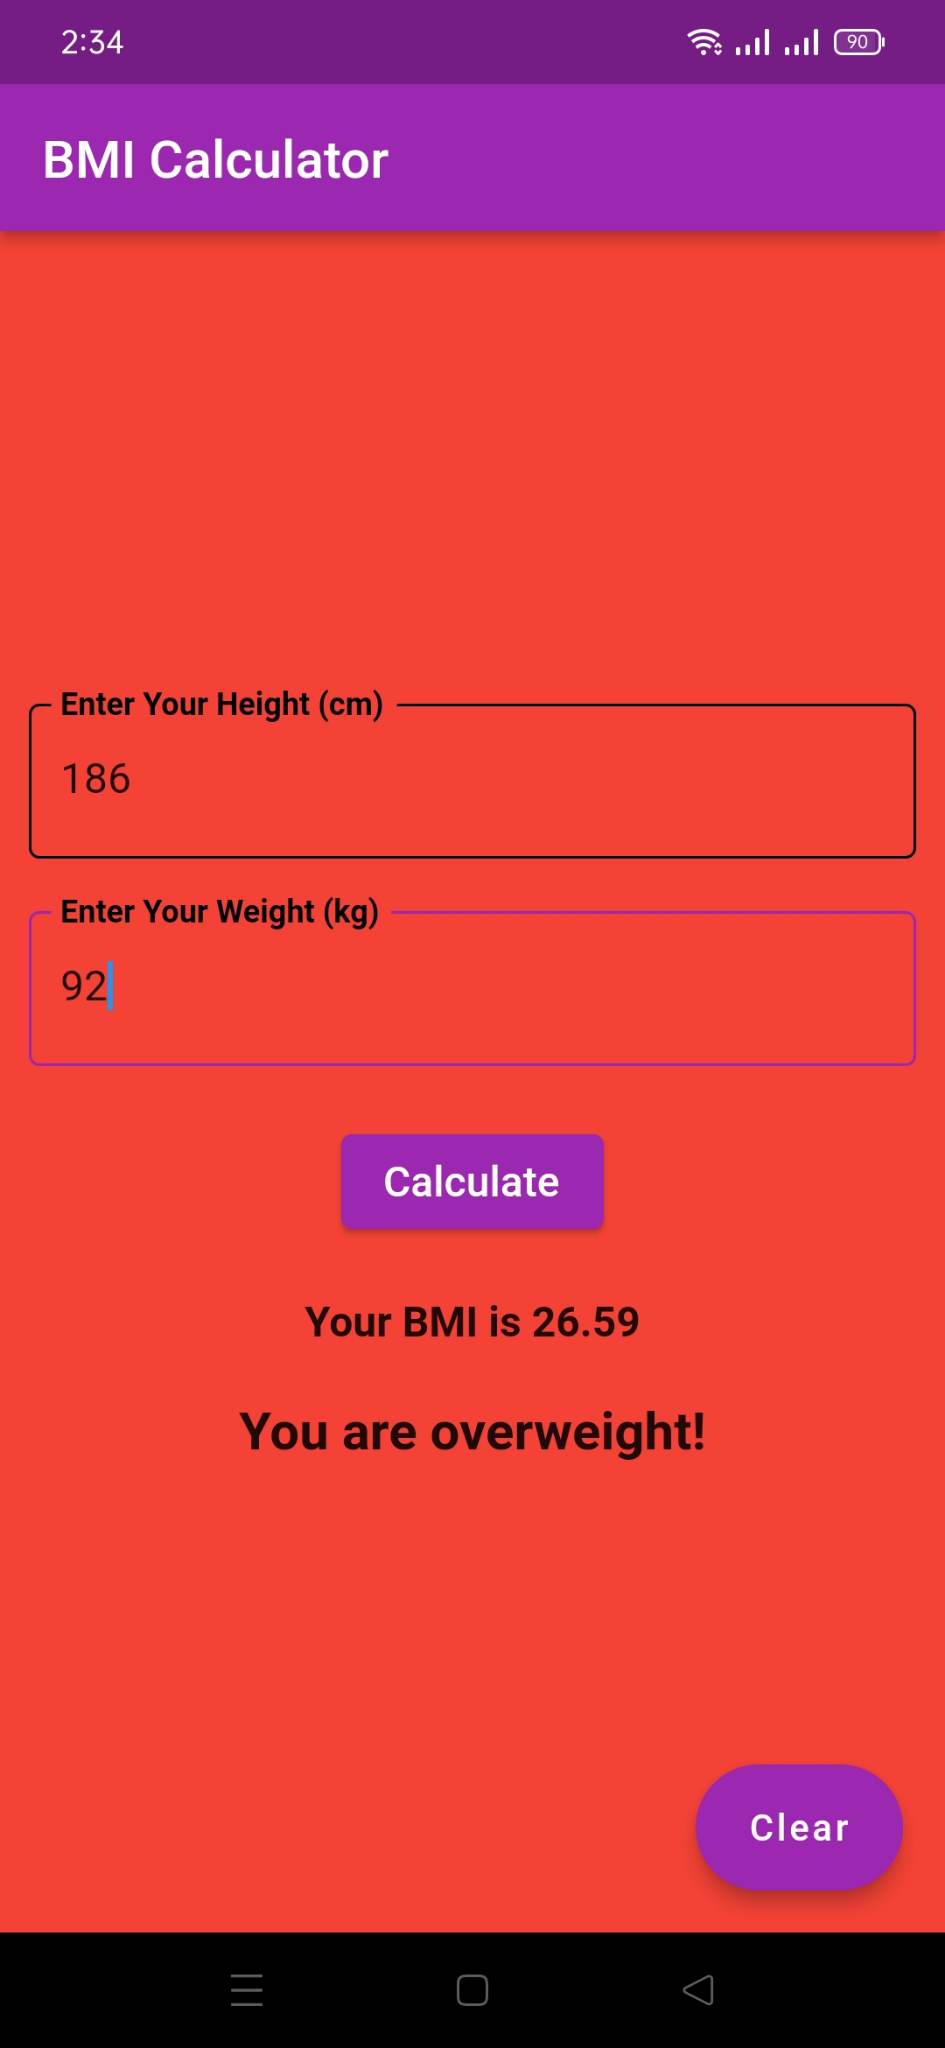 2:34
90
BMI Calculator
Enter Your Height (cm)
186
Enter Your Weight (kg)
92
Calculate
Your BMI is 26.59
You are overweight!
Clear